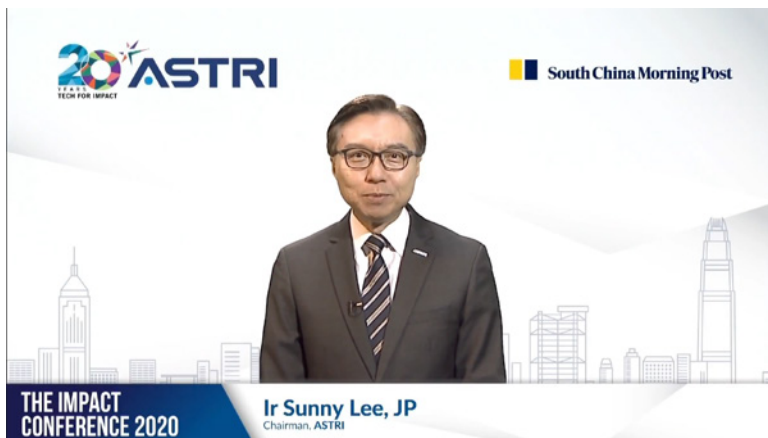 20 ASTRI
YEARS
TECH FOR IMPACT
South China Morning Post
THE IMPACT
CONFERENCE 2020
Ir Sunny Lee, JP
Chairman, ASTRI